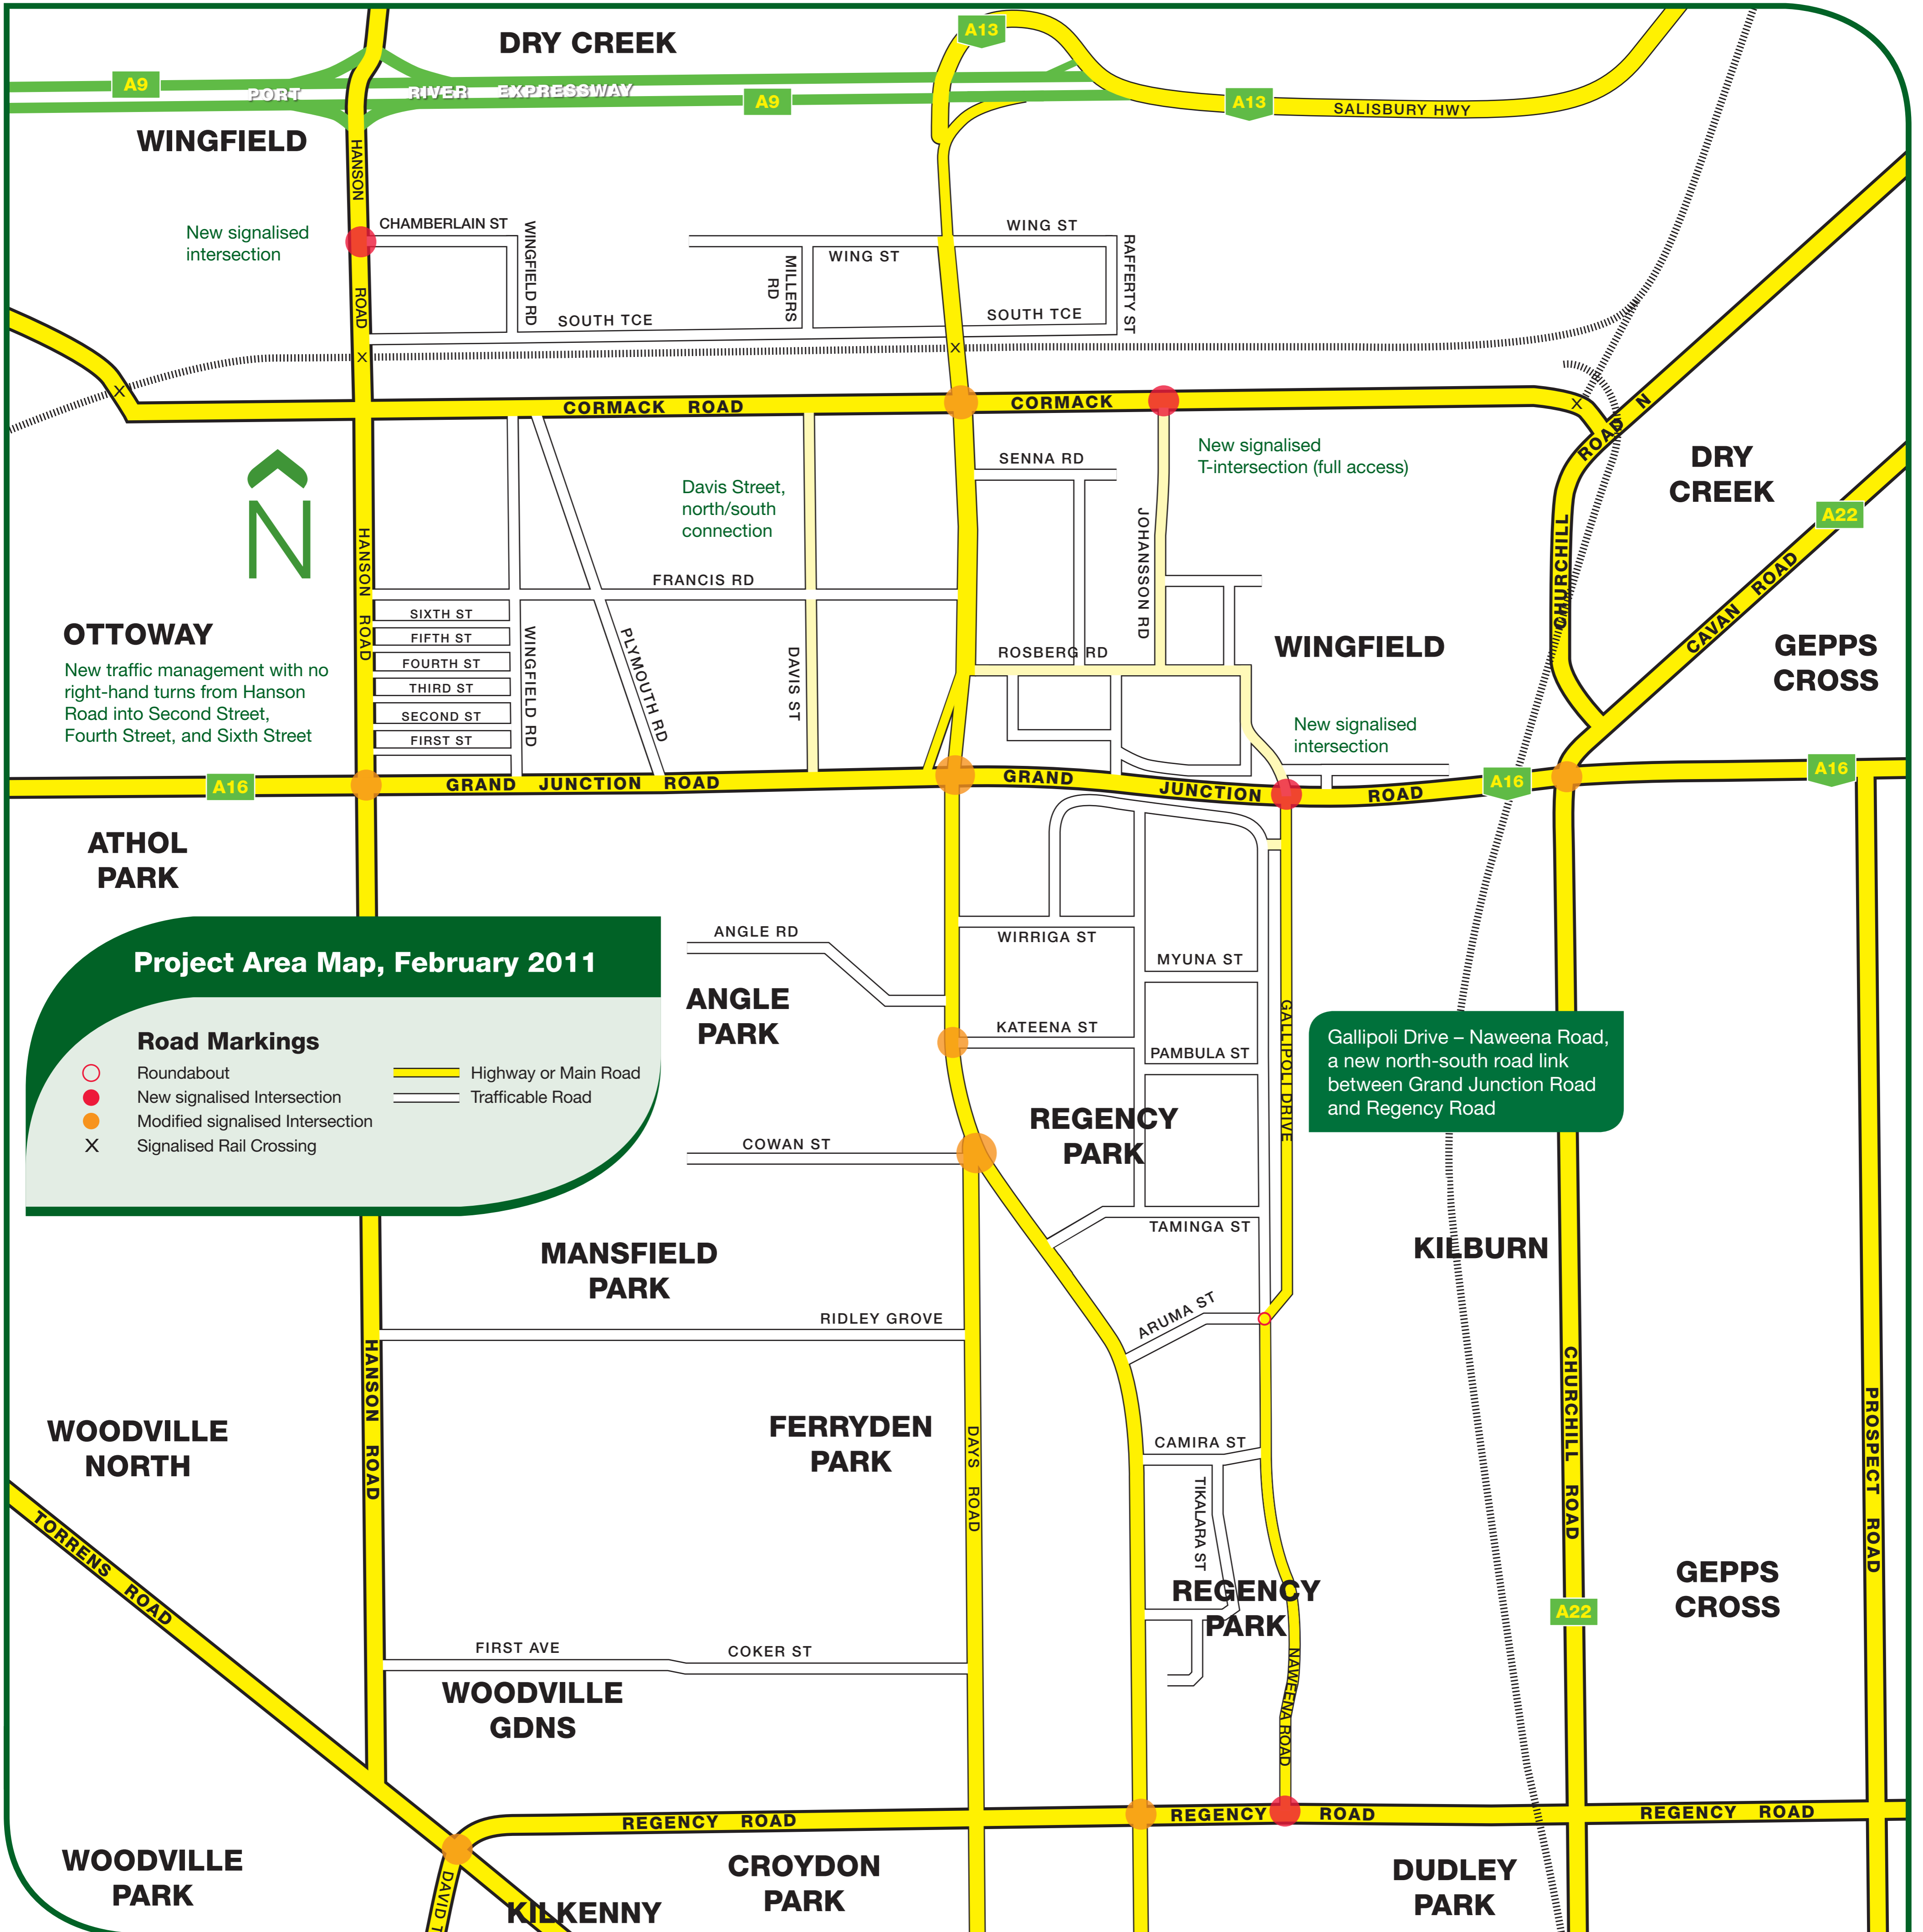 DRY CREEK
A13
A9
PORT RIVER EXPRESSWAY
A9
A13
SALISBURY HWY
WINGFIELD
HANSON
New signalised
intersection
CHAMBERLAIN ST
WINGFIELD RD
WING ST
WING ST
MILLERS
RD
RAFFERTY ST
ROAD
SOUTH TCE
SOUTH TCE
X
X
X
X
CORMACK ROAD
CORMACK
ROAD N
New signalised
T-intersection (full access)
SENNA RD
DRY
CREEK
Davis Street,
north/south
connection
N
A22
JOHANSSON RD
CHURCHILL
HANSON ROAD
FRANCIS RD
CAVAN ROAD
SIXTH ST
FIFTH ST
FOURTH ST
THIRD ST
SECOND ST
FIRST ST
WINGFIELD RD
PLYMOUTH RD
DAVIS ST
ROSBERG RD
WINGFIELD
GEPPS
CROSS
OTTOWAY
New traffic management with no
right-hand turns from Hanson
Road into Second Street,
Fourth Street, and Sixth Street
New signalised
intersection
A16
GRAND JUNCTION ROAD
GRAND JUNCTION ROAD
A16
A16
ATHOL
PARK
Project Area Map, February 2011
Road Markings
Roundabout
New signalised Intersection
Modified signalised Intersection
X Signalised Rail Crossing
Highway or Main Road
Trafficable Road
ANGLE RD
WIRRIGA ST
MYUNA ST
ANGLE
PARK
KATEENA ST
PAMBULA ST
GALLIPOLI DRIVE
Gallipoli Drive – Naweena Road,
a new north-south road link
between Grand Junction Road
and Regency Road
REGENCY
PARK
COWAN ST
TAMINGA ST
KILBURN
MANSFIELD
PARK
RIDLEY GROVE
ARUMA ST
HANSON ROAD
WOODVILLE
NORTH
FERRYDEN
PARK
DAYS ROAD
CAMIRA ST
TIKALARA ST
CHURCHILL ROAD
PROSPECT ROAD
TORRENS ROAD
REGENCY
PARK
GEPPS
CROSS
A22
FIRST AVE
COKER ST
NAWEENA ROAD
WOODVILLE
GDNS
REGENCY ROAD
REGENCY ROAD
REGENCY ROAD
WOODVILLE
PARK
DAVID T
KILKENNY
CROYDON
PARK
DUDLEY
PARK